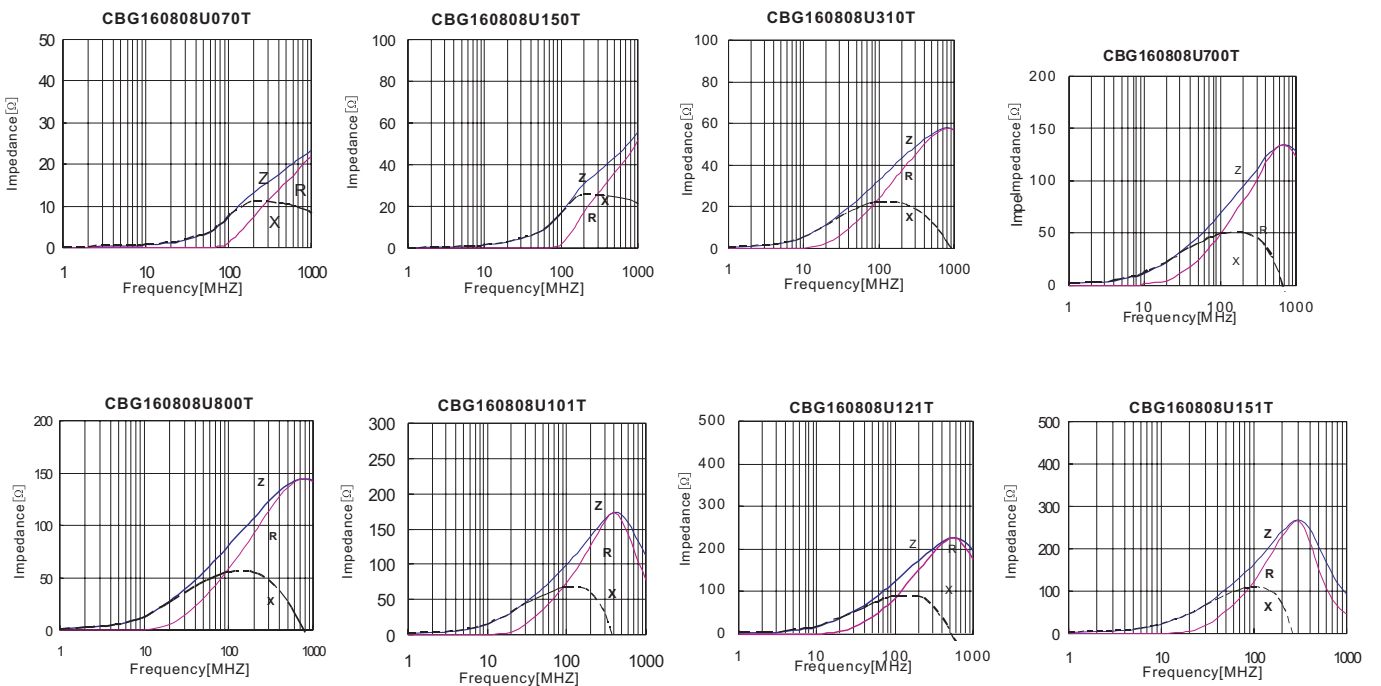 CBG160808U070T
50
40
30
20
10
0
Impedance[Ω]
Z
R
X
1 10 100 1000
Frequency[MHZ]
CBG160808U150T
100
80
60
40
20
0
Impedance[Ω]
Z
X
R
1 10 100 1000
Frequency[MHZ]
CBG160808U310T
100
80
60
40
20
0
Impedance[Ω]
Z
R
X
1 10 100 1000
Frequency[MHZ]
CBG160808U700T
200
150
100
50
0
ImpeImpedance[Ω]
Z
R
X
1 10 100 1000
Frequency[MHz]
CBG160808U800T
200
150
100
50
0
Impedance[Ω]
Z
R
X
1 10 100 1000
Frequency[MHZ]
CBG160808U101T
300
250
200
150
100
50
0
Impedance[Ω]
Z
R
X
1 10 100 1000
Frequency[MHZ]
CBG160808U121T
500
400
300
200
100
0
Impedance[Ω]
Z
R
X
1 10 100 1000
Frequency[MHZ]
CBG160808U151T
500
400
300
200
100
0
Impedance[Ω]
Z
R
X
1 10 100 1000
Frequency[MHZ]